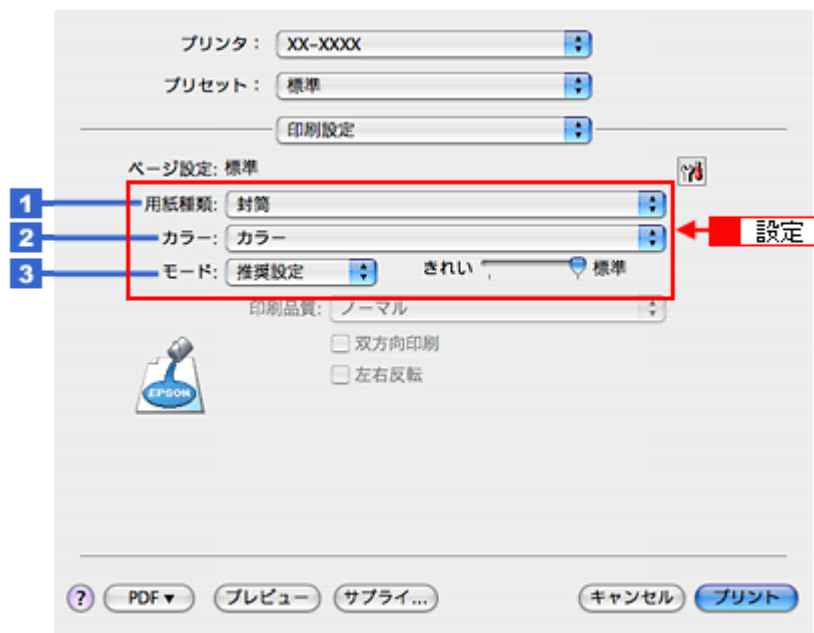 プリンタ： XX-XXXX
プリセット： 標準
印刷設定
ページ設定: 標準
1 用紙種類: 封筒
設定
2 カラー: カラー
3 モード: 推奨設定 きれい 標準
印刷品質: ノーマル
双方向印刷
左右反転
EPSON
? PDF▼ プレビュー サプライ... キャンセル プリント